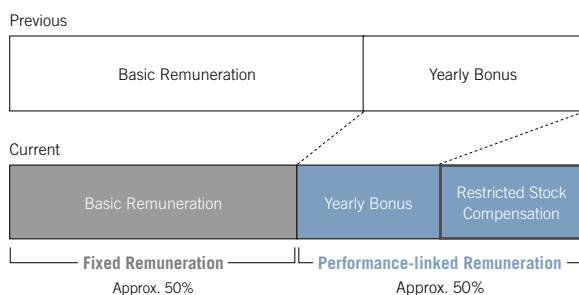 Previous
Basic Remuneration
Yearly Bonus
Current
Basic Remuneration
Yearly Bonus
Restricted Stock
Compensation
Fixed Remuneration
Performance-linked Remuneration
Approx. 50%
Approx. 50%